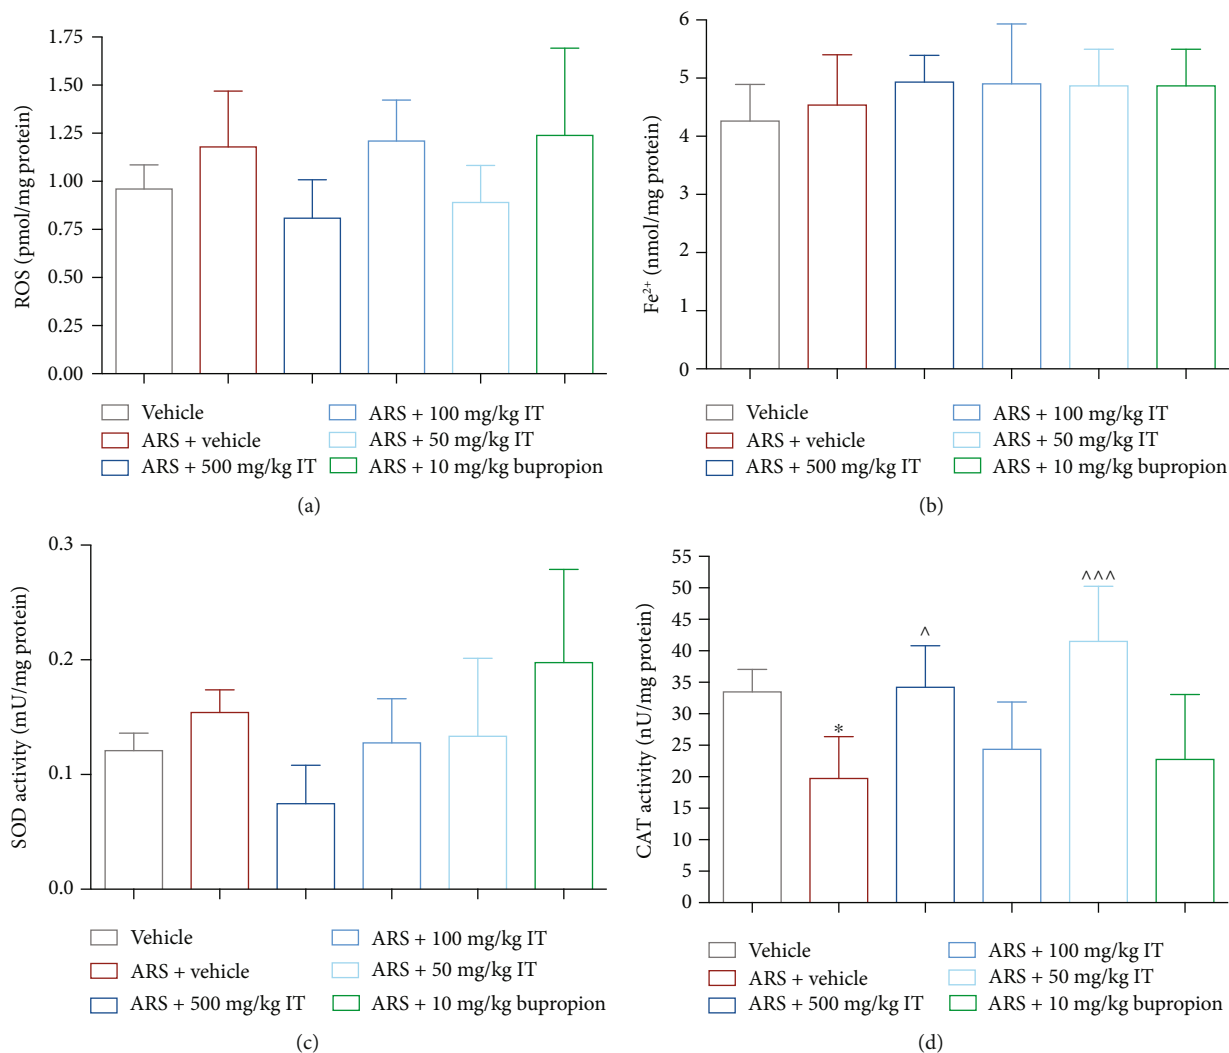 1.75
1.50
1.25
1.00
0.75
0.50
0.25
0.00
ROS (pmol/mg protein)
Vehicle
ARS + vehicle
ARS + 500 mg/kg IT
ARS + 100 mg/kg IT
ARS + 50 mg/kg IT
ARS + 10 mg/kg bupropion
(a)
6
5
4
3
2
1
0
Fe²⁺ (nmol/mg protein)
Vehicle
ARS + vehicle
ARS + 500 mg/kg IT
ARS + 100 mg/kg IT
ARS + 50 mg/kg IT
ARS + 10 mg/kg bupropion
(b)
0.3
0.2
0.1
0.0
SOD activity (mU/mg protein)
Vehicle
ARS + vehicle
ARS + 500 mg/kg IT
ARS + 100 mg/kg IT
ARS + 50 mg/kg IT
ARS + 10 mg/kg bupropion
(c)
55
50
45
40
35
30
25
20
15
10
5
0
CAT activity (nU/mg protein)
*
^
^^^
Vehicle
ARS + vehicle
ARS + 500 mg/kg IT
ARS + 100 mg/kg IT
ARS + 50 mg/kg IT
ARS + 10 mg/kg bupropion
(d)